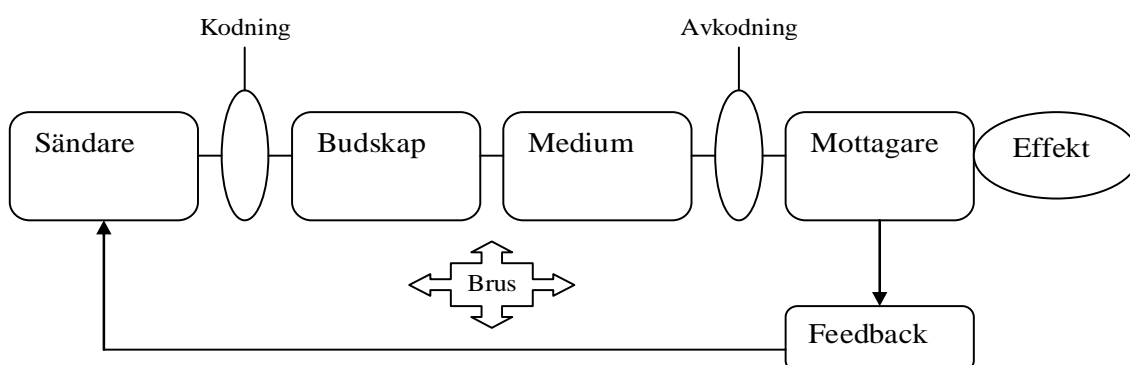 Kodning
Avkodning
Sändare
Budskap
Medium
Mottagare
Effekt
Brus
Feedback